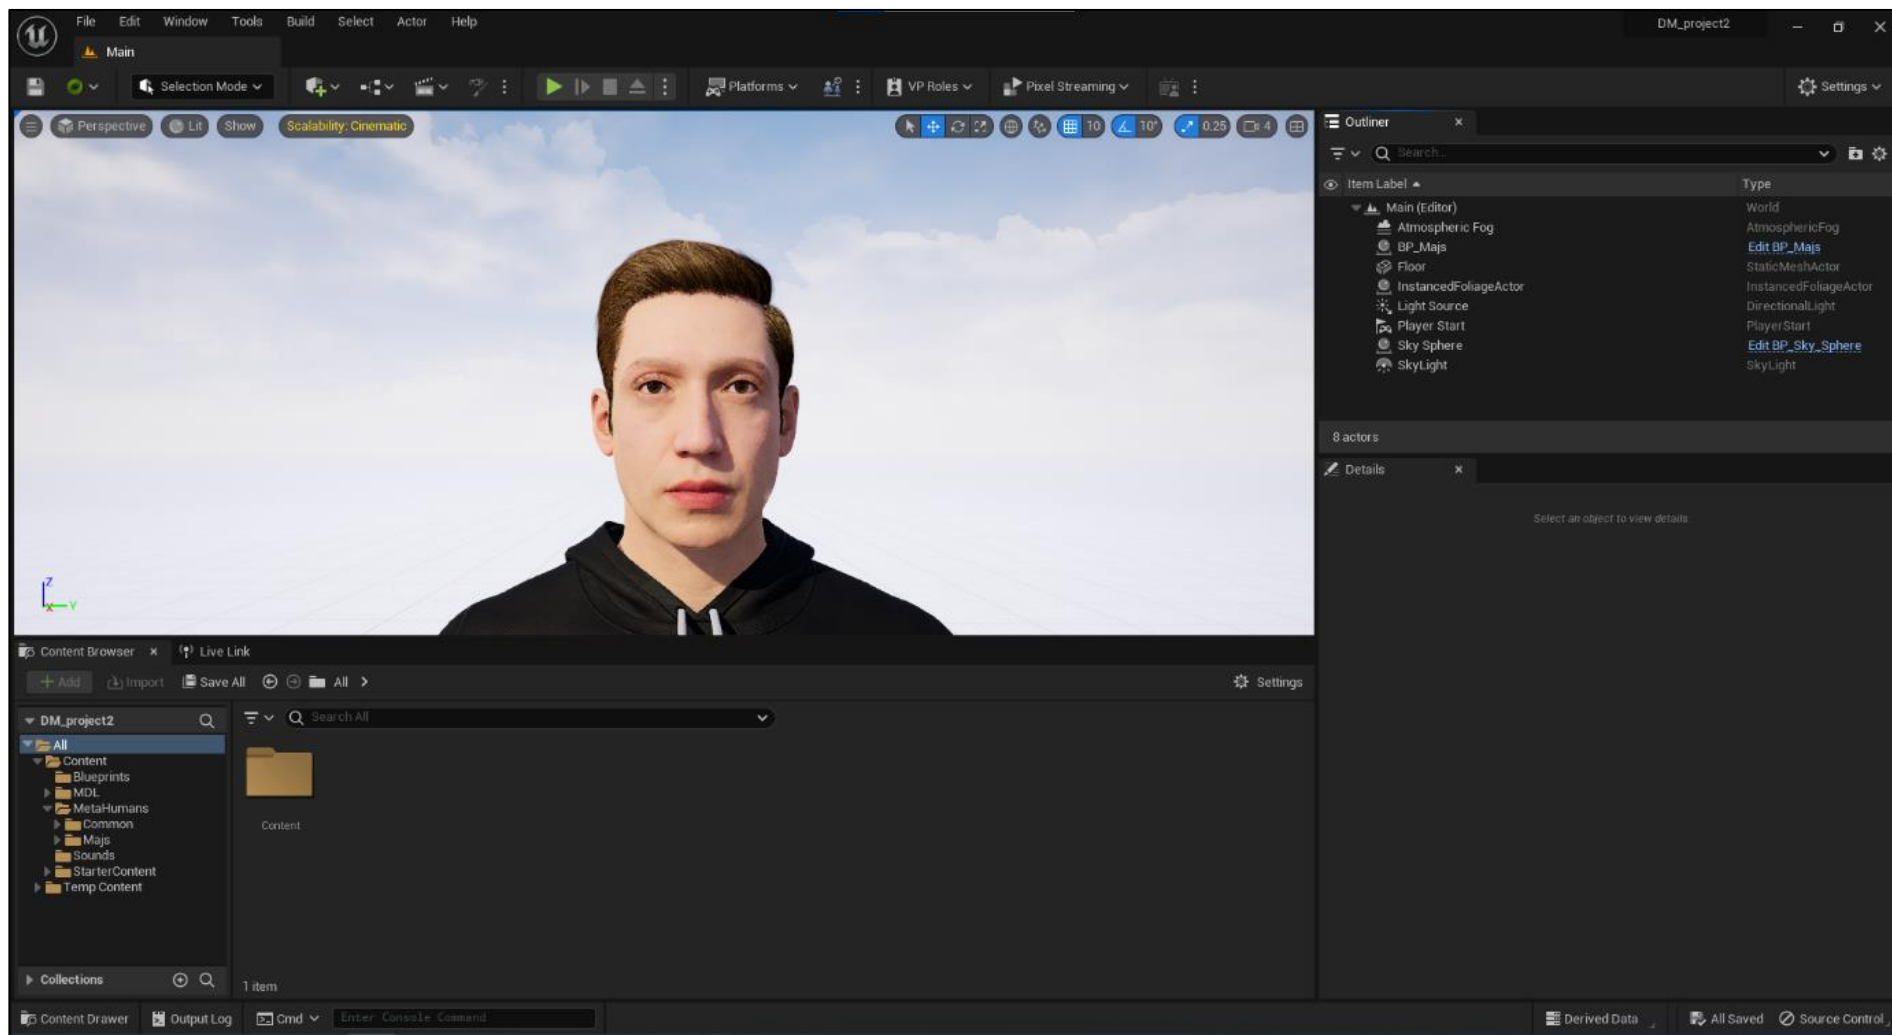 File Edit Window Tools Build Select Actor Help
DM_project2
Main
Selection Mode
Platforms
VP Roles
Pixel Streaming
Settings
Perspective
Lit
Show
Scalability: Cinematic
10
10°
0.25
4
Outliner
Search...
Item Label
Type
Main (Editor) World
Atmospheric Fog AtmosphericFog
BP_Majs Edit BP_Majs
Floor StaticMeshActor
InstancedFoliageActor InstancedFoliageActor
Light Source DirectionalLight
Player Start PlayerStart
Sky Sphere Edit BP_Sky_Sphere
SkyLight SkyLight
8 actors
Details
Select an object to view details.
Z
X
Y
Content Browser
Live Link
Add
Import
Save All
All
Settings
DM_project2
Search All
All
Content
Blueprints
MDL
MetaHumans
Common
Majs
Sounds
StarterContent
Temp Content
Content
Collections
1 item
Content Drawer
Output Log
Cmd
Enter Console Command
Derived Data
All Saved
Source Control